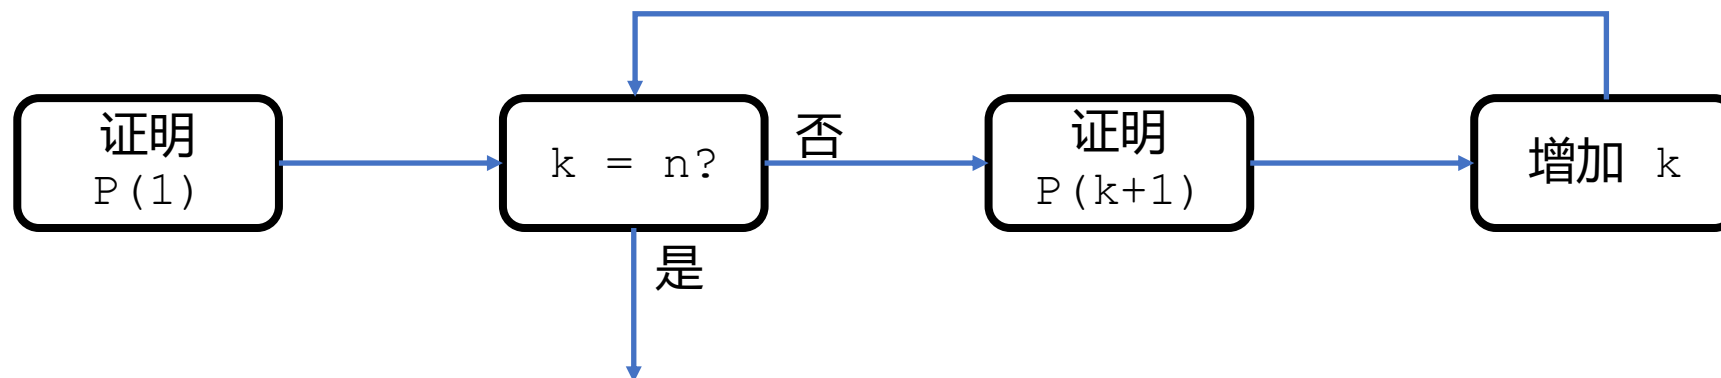 证明
P(1)
k = n?
否
证明
P(k+1)
增加 k
是